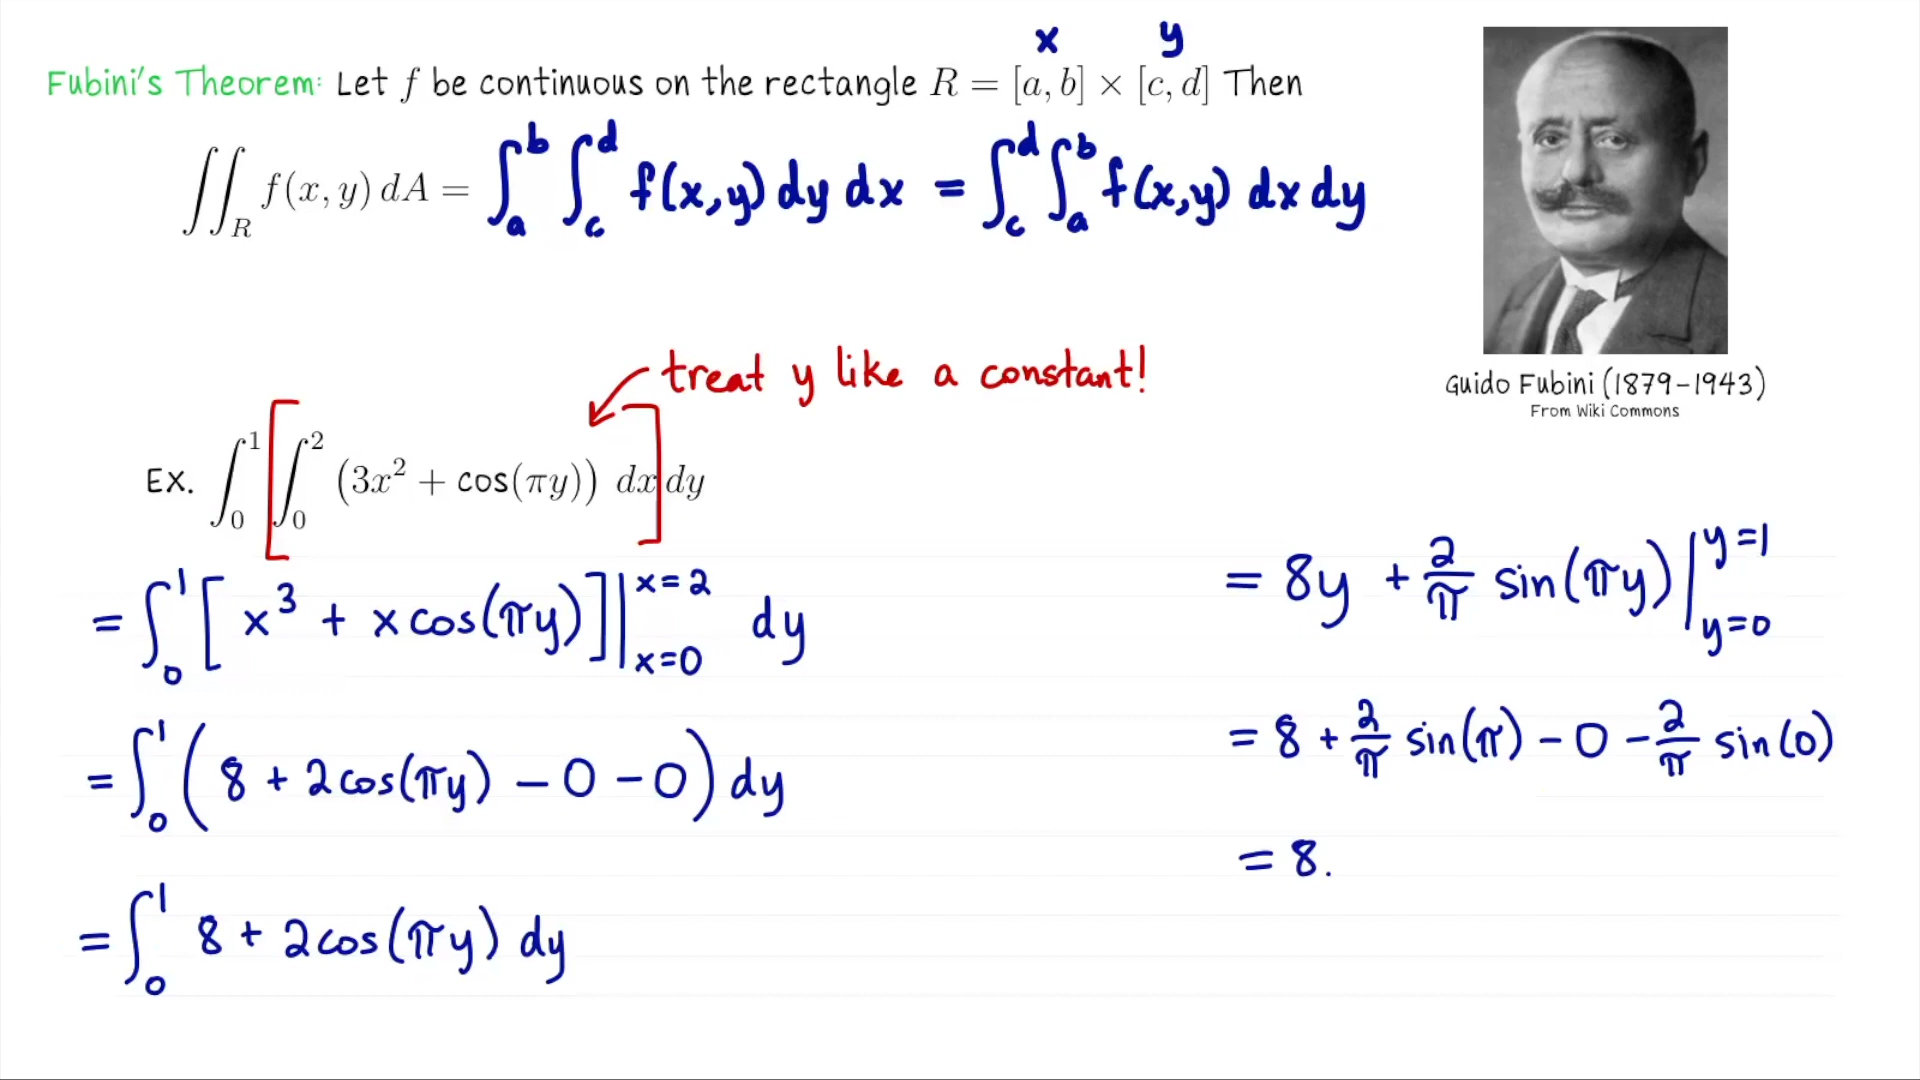 x y
Fubini's Theorem: Let f be continuous on the rectangle R = [a, b] × [c, d] Then
∬_R f(x, y) dA = ∫_a^b ∫_c^d f(x,y) dy dx = ∫_c^d ∫_a^b f(x,y) dx dy
Guido Fubini (1879-1943)
From Wiki Commons
treat y like a constant!
Ex. ∫_0^1 [∫_0^2 (3x² + cos(πy)) dx] dy
= ∫_0^1 [x³ + x cos(πy)] |_{x=0}^{x=2} dy
= ∫_0^1 (8 + 2cos(πy) - 0 - 0) dy
= ∫_0^1 8 + 2cos(πy) dy
= 8y + 2/π sin(πy) |_{y=0}^{y=1}
= 8 + 2/π sin(π) - 0 - 2/π sin(0)
= 8.